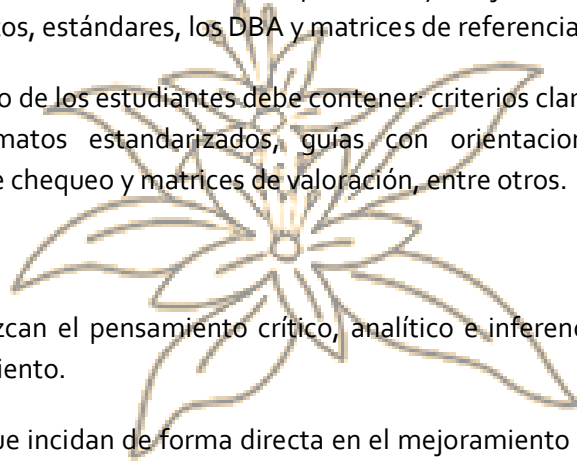 tos, estándares, los DBA y matrices de referencia
o de los estudiantes debe contener: criterios clar
matos estandarizados, guías con orientacion
e chequeo y matrices de valoración, entre otros.
zcan el pensamiento crítico, analítico e inferenc
iento.
ue incidan de forma directa en el mejoramiento